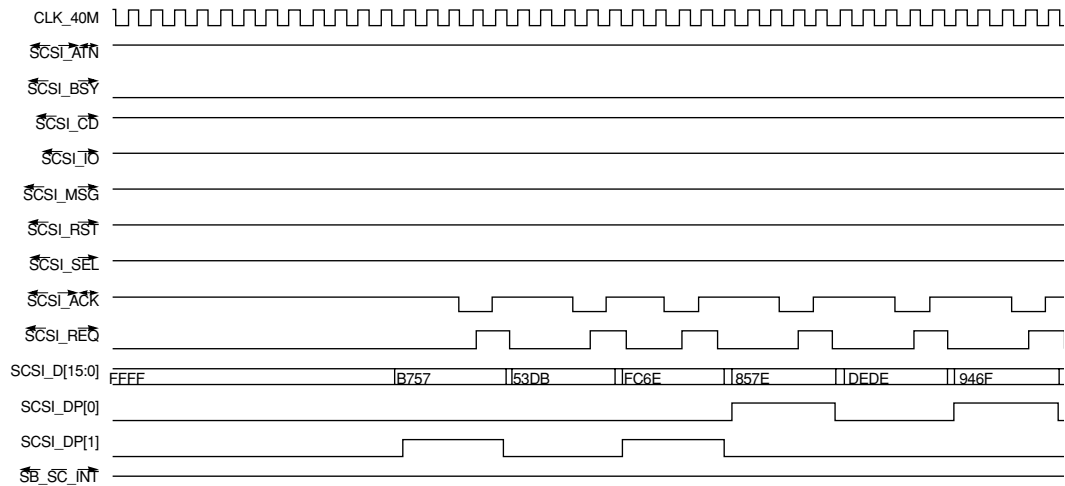 CLK_40M
SCSI_ATN
SCSI_BSY
SCSI_CD
SCSI_IO
SCSI_MSG
SCSI_RST
SCSI_SEL
SCSI_ACK
SCSI_REQ
SCSI_D[15:0] FFFF B757 53DB FC6E 857E DEDE 946F
SCSI_DP[0]
SCSI_DP[1]
SB_SC_INT